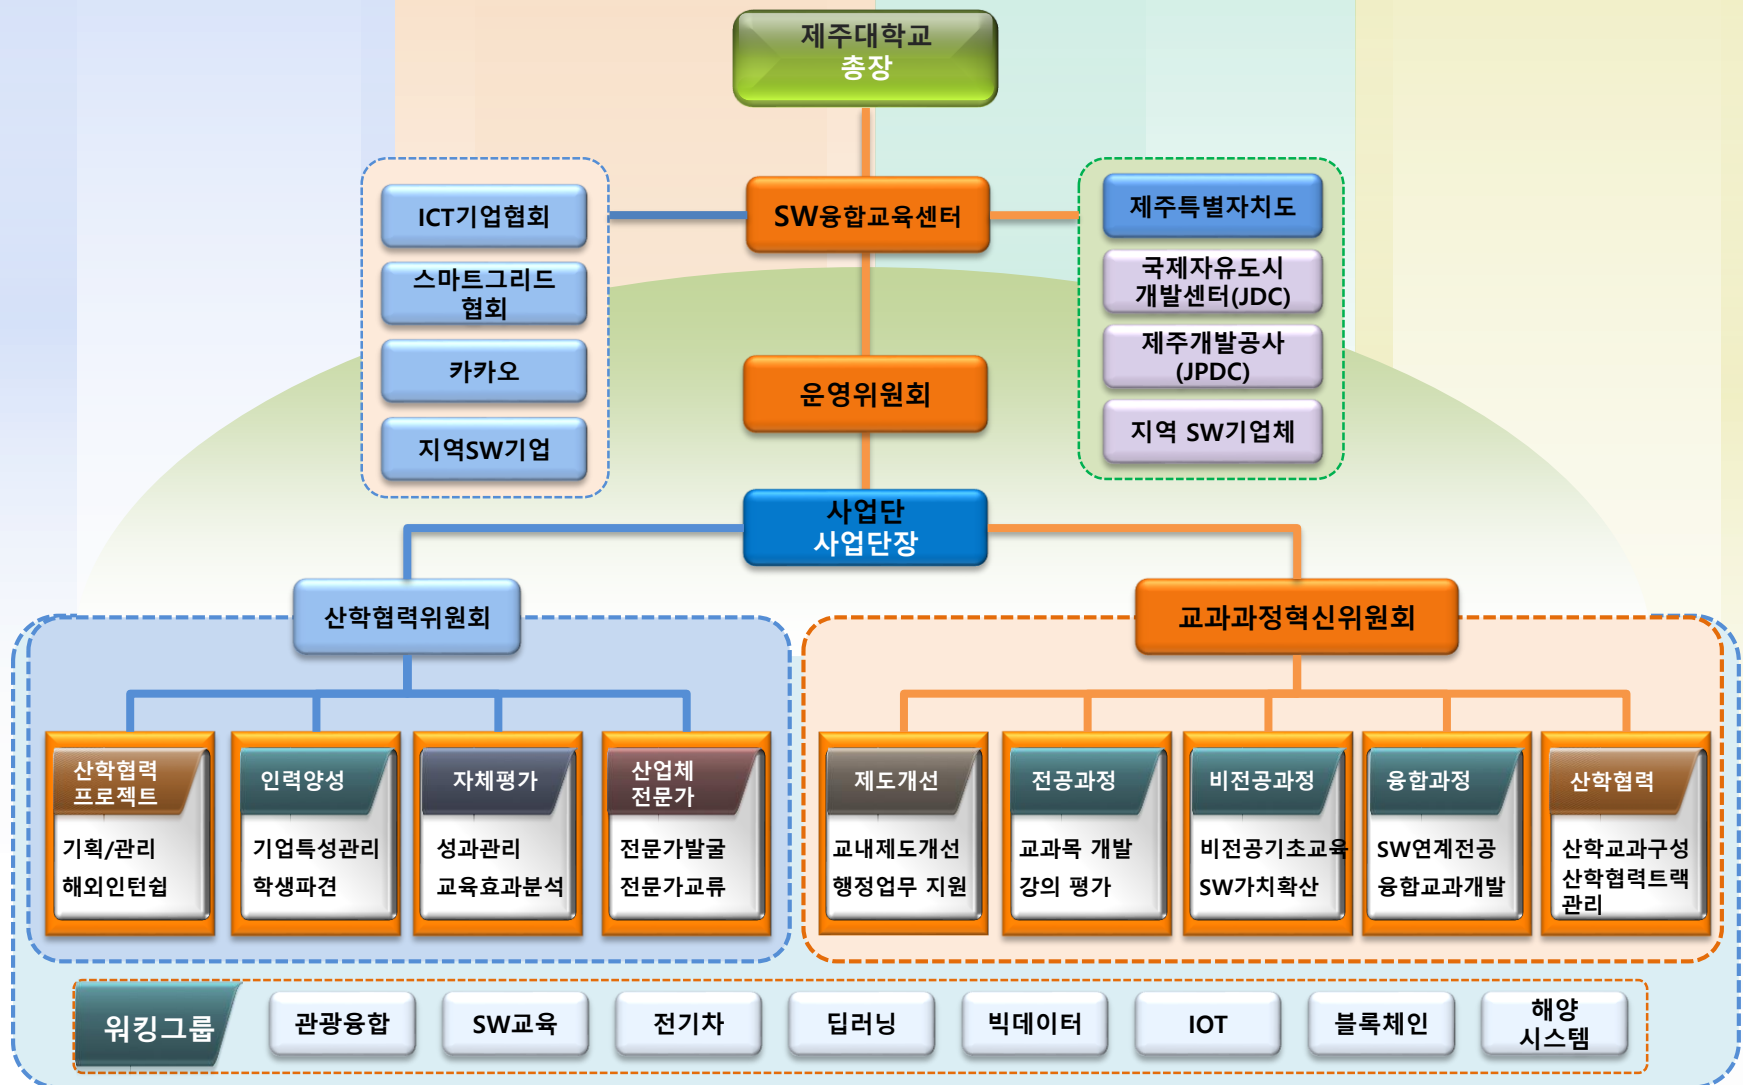 제주대학교
총장
SW융합교육센터
ICT기업협회
스마트그리드
협회
카카오
지역SW기업
제주특별자치도
국제자유도시
개발센터(JDC)
제주개발공사
(JPDC)
지역 SW기업체
운영위원회
사업단
사업단장
산학협력위원회
산학협력
프로젝트
기획/관리
해외인턴쉽
인력양성
기업특성관리
학생파견
자체평가
성과관리
교육효과분석
산업체
전문가
전문가발굴
전문가교류
교과과정혁신위원회
제도개선
교내제도개선
행정업무 지원
전공과정
교과목 개발
강의 평가
비전공과정
비전공기초교육
SW가치확산
융합과정
SW연계전공
융합교과개발
산학협력
산학교과구성
산학협력트랙
관리
워킹그룹
관광융합
SW교육
전기차
딥러닝
빅데이터
IOT
블록체인
해양
시스템